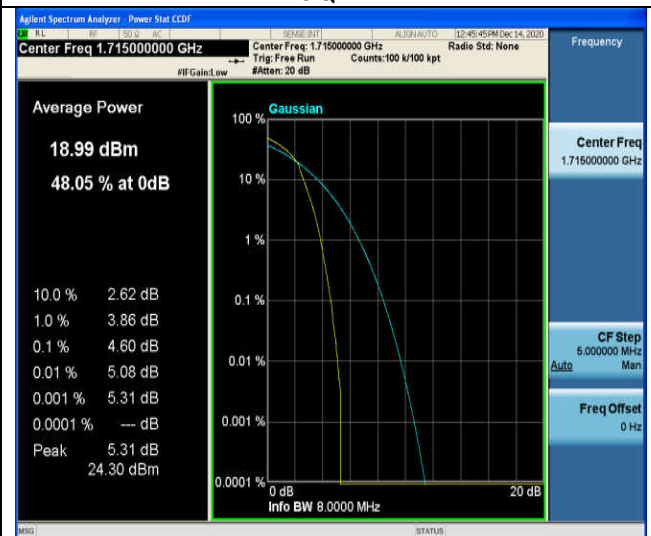 Agilent Spectrum Analyzer - Power Stat CCDF
RL RF 50 Ω AC SENSE:INT ALIGNAUTO 12:45:45PM Dec 14, 2020
Center Freq 1.715000000 GHz
Center Freq: 1.715000000 GHz Radio Std: None
Trig: Free Run Counts:100 k/100 kpt
#IFGain:Low #Atten: 20 dB
Frequency
Average Power
18.99 dBm
48.05 % at 0dB
10.0 % 2.62 dB
1.0 % 3.86 dB
0.1 % 4.60 dB
0.01 % 5.08 dB
0.001 % 5.31 dB
0.0001 % --- dB
Peak 5.31 dB
24.30 dBm
Gaussian
100 %
10 %
1 %
0.1 %
0.01 %
0.001 %
0.0001 %
0 dB 20 dB
Info BW 8.0000 MHz
Center Freq
1.715000000 GHz
CF Step
5.000000 MHz
Auto Man
Freq Offset
0 Hz
MSG STATUS